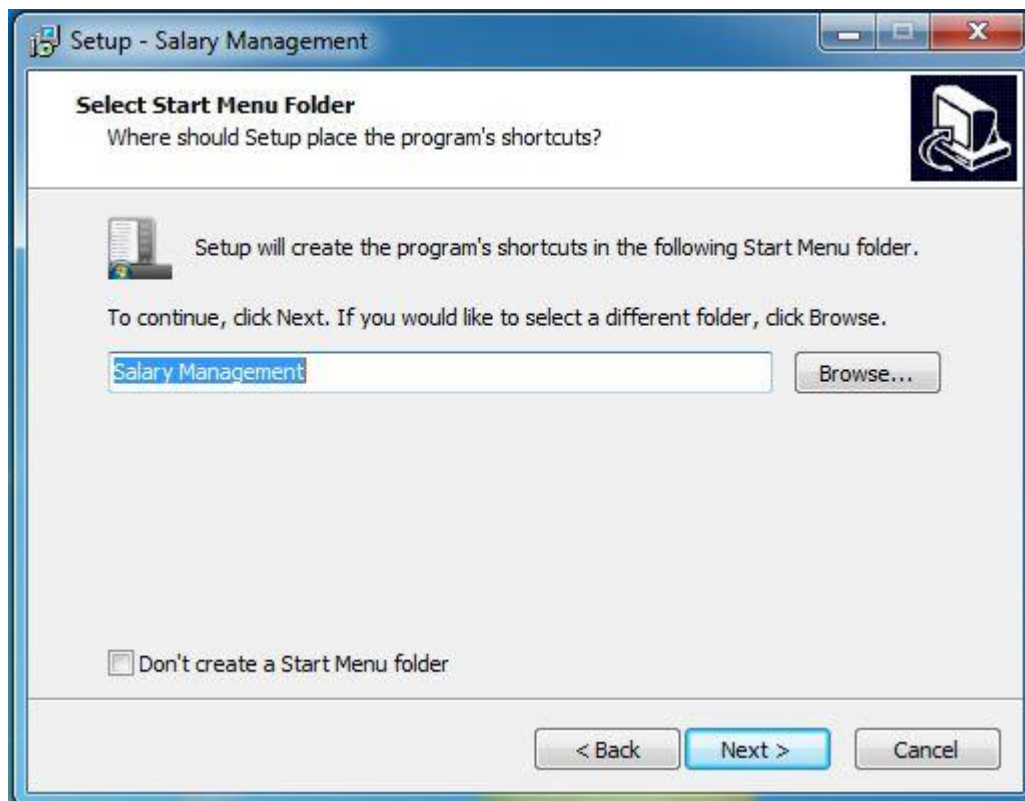 Setup - Salary Management
Select Start Menu Folder
Where should Setup place the program's shortcuts?
Setup will create the program's shortcuts in the following Start Menu folder.
To continue, click Next. If you would like to select a different folder, click Browse.
Salary Management
Browse...
Don't create a Start Menu folder
< Back
Next >
Cancel